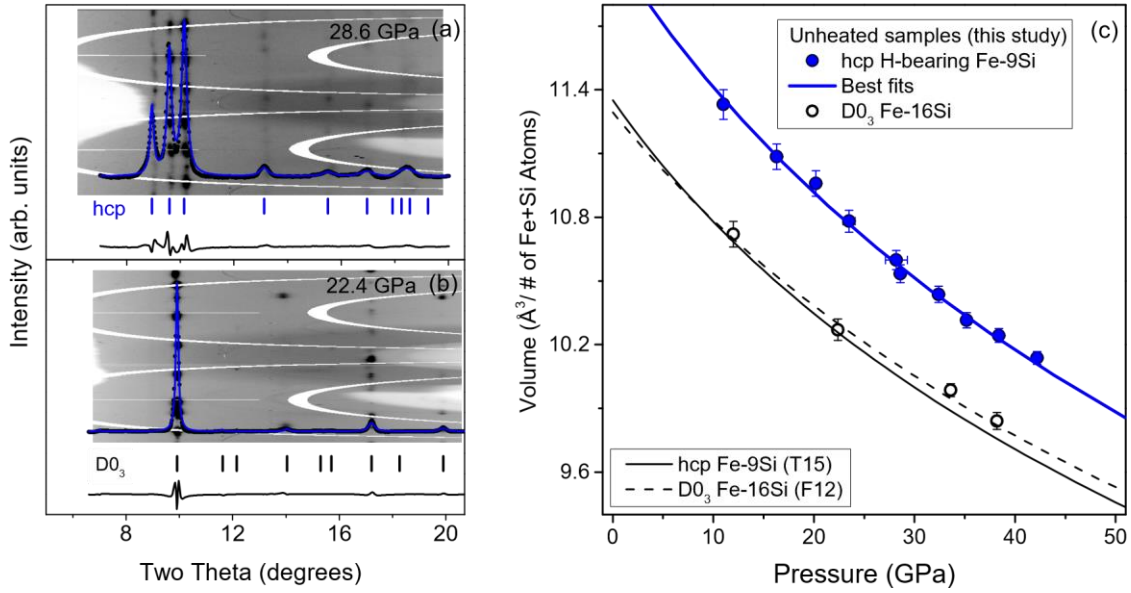 28.6 GPa (a)
hcp
22.4 GPa (b)
D0₃
Intensity (arb. units)
8 12 16 20
Two Theta (degrees)
(c)
Unheated samples (this study)
hcp H-bearing Fe-9Si
Best fits
D0₃ Fe-16Si
hcp Fe-9Si (T15)
D0₃ Fe-16Si (F12)
Volume (Å³/ # of Fe+Si Atoms)
11.4
10.8
10.2
9.6
0 10 20 30 40 50
Pressure (GPa)